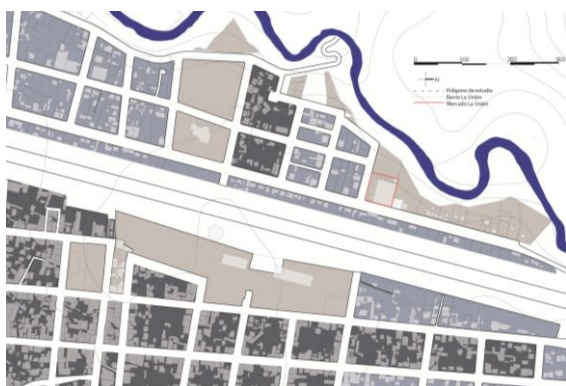 0 100 200 300
N
Polígono de estudio
Barrio La Unión
Mercado La Unión